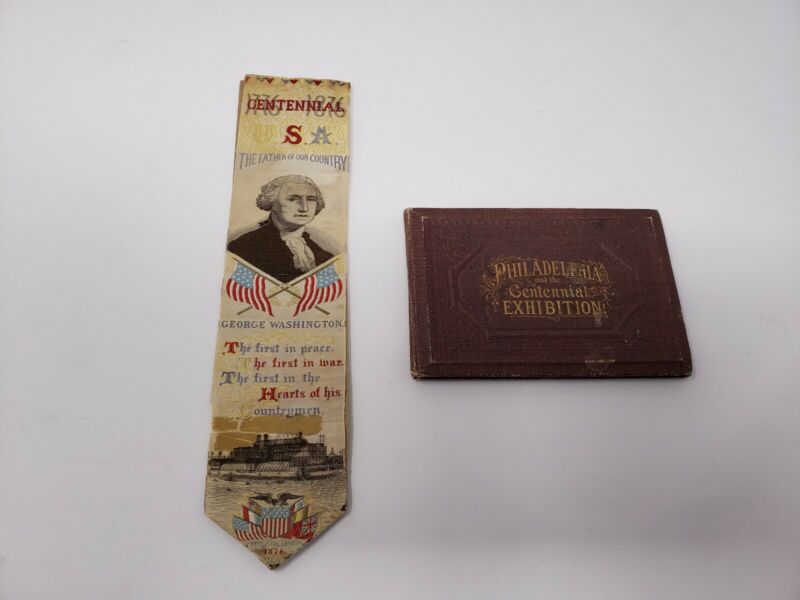 1776 1876
CENTENNIAL
U.S.A.
THE FATHER OF OUR COUNTRY
GEORGE WASHINGTON.
The first in peace.
The first in war.
The first in the
Hearts of his
Countrymen.
1876.
PHILADELPHIA
and the
Centennial
EXHIBITION